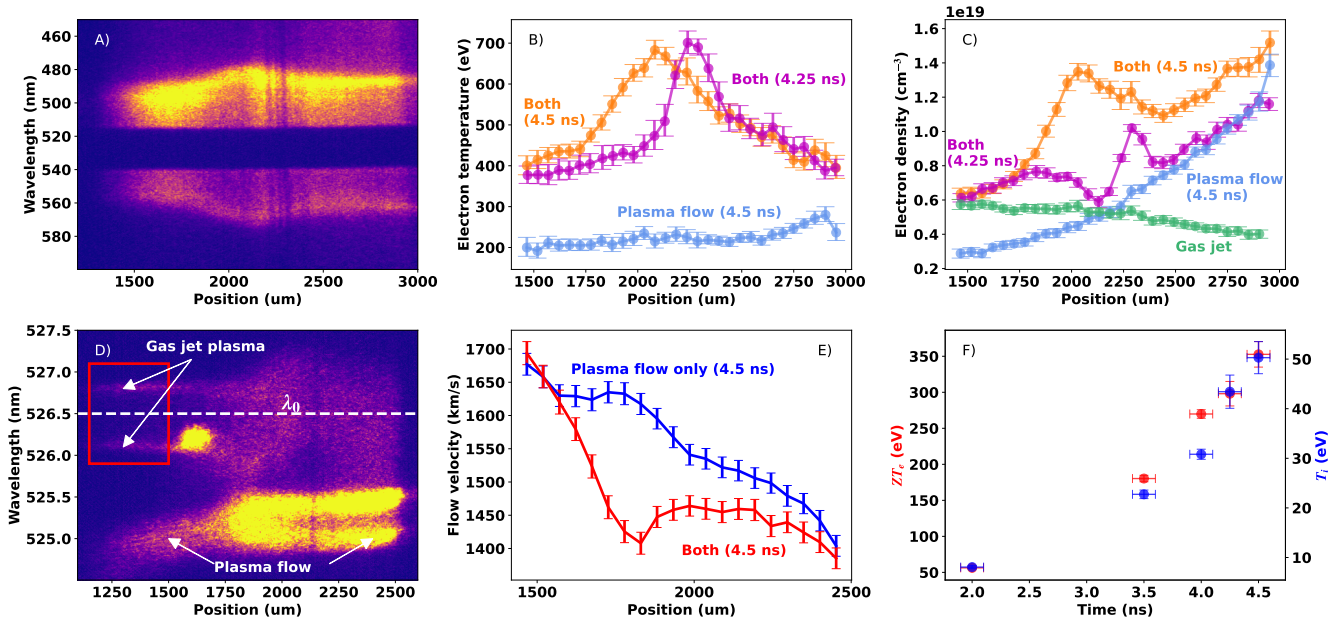 A)
480
500
520
540
560
580
Wavelength (nm)
1500
2000
2500
3000
Position (um)
B)
700
600
500
400
300
200
Electron temperature (eV)
Both (4.25 ns)
Both
(4.5 ns)
Plasma flow (4.5 ns)
1500
1750
2000
2250
2500
2750
3000
Position (um)
1e19
C)
1.6
1.4
1.2
1.0
0.8
0.6
0.4
0.2
Electron density (cm⁻³)
Both (4.5 ns)
Both
(4.25 ns)
Plasma flow
(4.5 ns)
Gas jet
1500
1750
2000
2250
2500
2750
3000
Position (um)
D)
527.5
527.0
526.5
526.0
525.5
525.0
Wavelength (nm)
Gas jet plasma
λ₀
Plasma flow
1250
1500
1750
2000
2250
2500
Position (um)
E)
1700
1650
1600
1550
1500
1450
1400
Flow velocity (km/s)
Plasma flow only (4.5 ns)
Both (4.5 ns)
1500
2000
2500
Position (um)
F)
350
300
250
200
150
100
50
ZTₑ (eV)
50
40
30
20
10
Tᵢ (eV)
2.0
2.5
3.0
3.5
4.0
4.5
Time (ns)